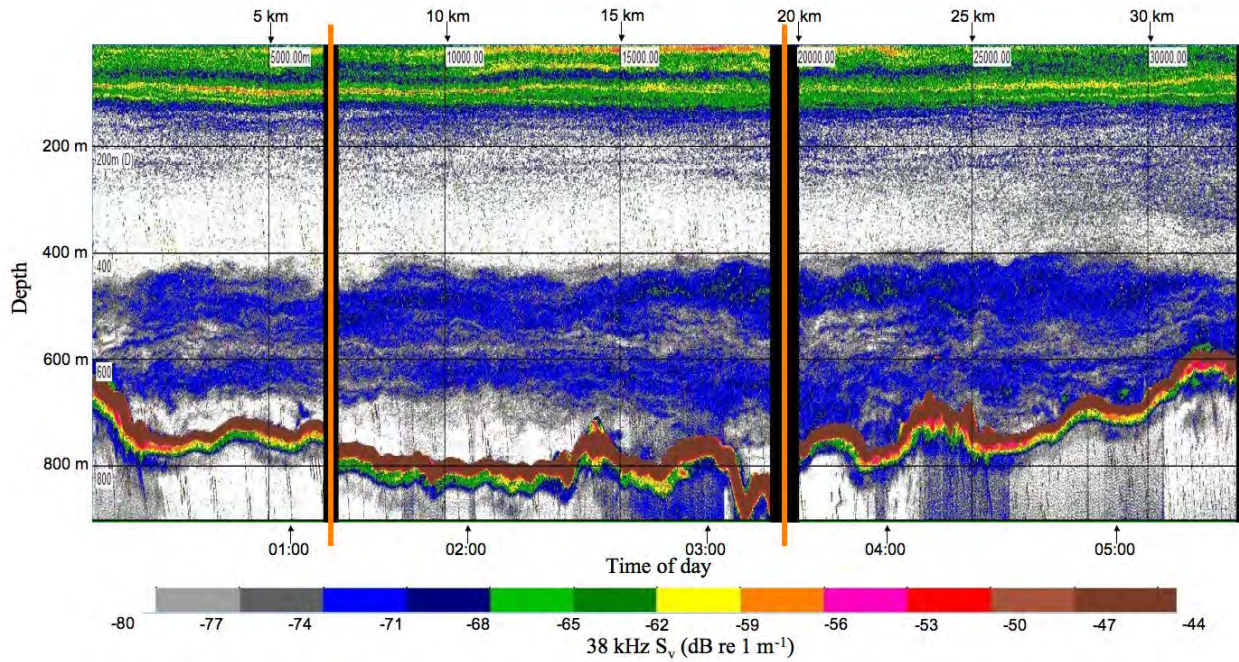 5 km 10 km 15 km 20 km 25 km 30 km
5000.00m 10000.00 15000.00 20000.00 25000.00 30000.00
200 m
200m (D)
400 m
400
Depth
600 m
600
800 m
800
01:00 02:00 03:00 04:00 05:00
Time of day
-80 -77 -74 -71 -68 -65 -62 -59 -56 -53 -50 -47 -44
38 kHz Sv (dB re 1 m-1)